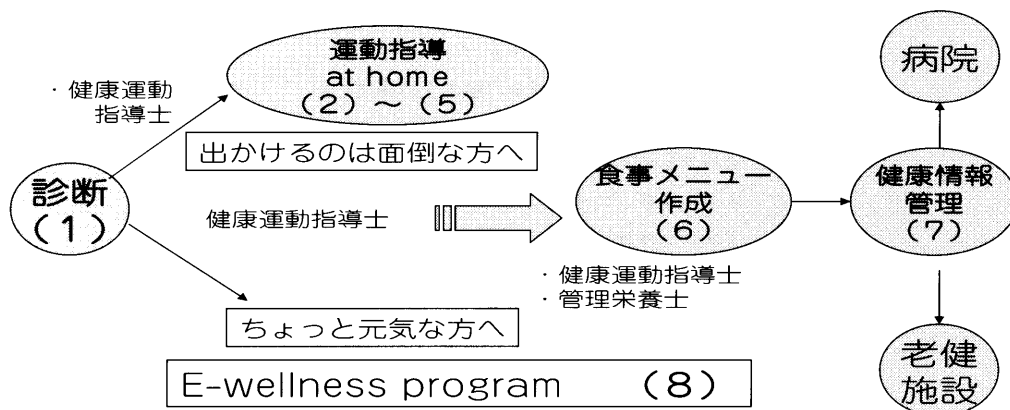 運動指導
at home
(2)～(5)
・健康運動
指導士
出かけるのは面倒な方へ
診断
(1)
健康運動指導士
食事メニュー
作成
(6)
・健康運動指導士
・管理栄養士
健康情報
管理
(7)
病院
老健
施設
ちょっと元気な方へ
E-wellness program (8)